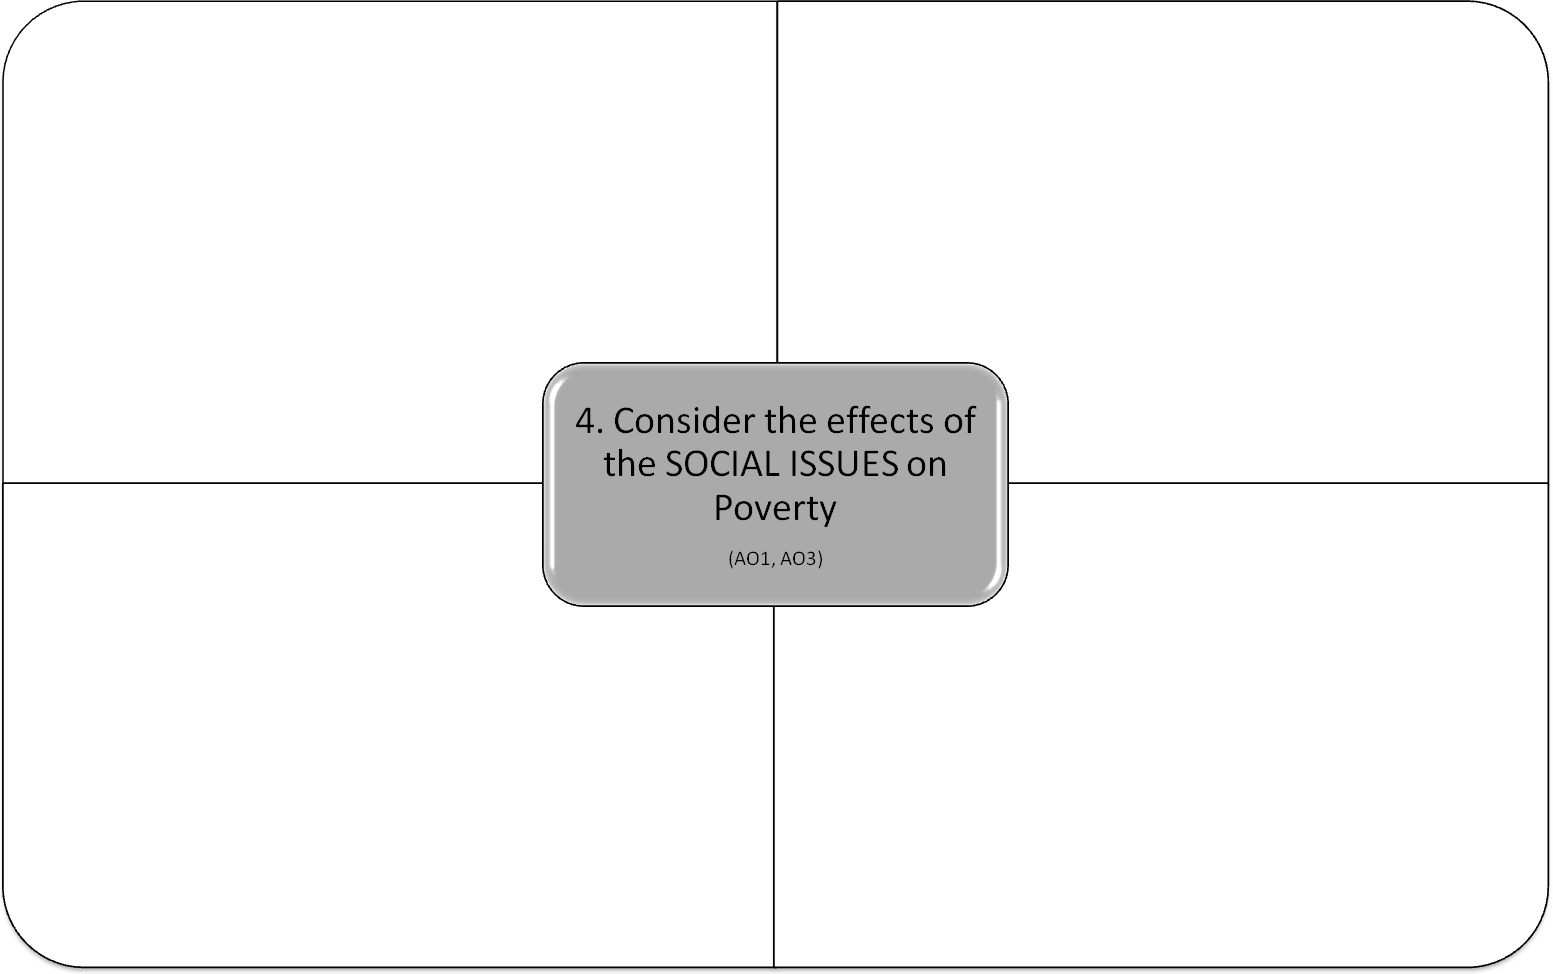 4. Consider the effects of
the SOCIAL ISSUES on
Poverty
(AO1, AO3)